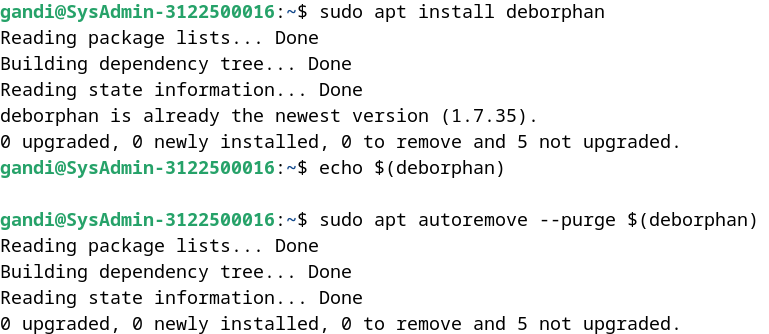 gandi@SysAdmin-3122500016:~$ sudo apt install deborphan
Reading package lists... Done
Building dependency tree... Done
Reading state information... Done
deborphan is already the newest version (1.7.35).
0 upgraded, 0 newly installed, 0 to remove and 5 not upgraded.
gandi@SysAdmin-3122500016:~$ echo $(deborphan)
gandi@SysAdmin-3122500016:~$ sudo apt autoremove --purge $(deborphan)
Reading package lists... Done
Building dependency tree... Done
Reading state information... Done
0 upgraded, 0 newly installed, 0 to remove and 5 not upgraded.